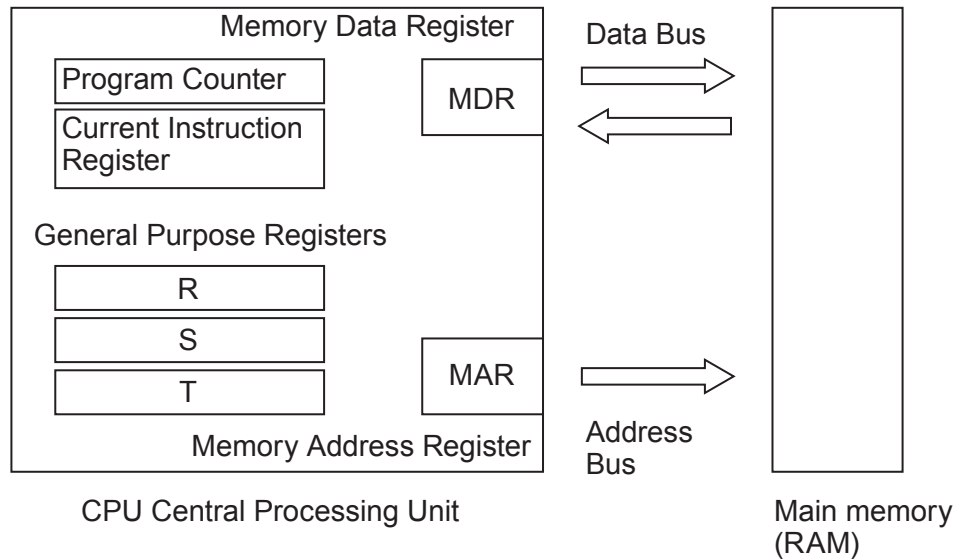 Memory Data Register
Data Bus
Program Counter
MDR
Current Instruction
Register
General Purpose Registers
R
S
T
MAR
Memory Address Register
Address
Bus
CPU Central Processing Unit
Main memory
(RAM)